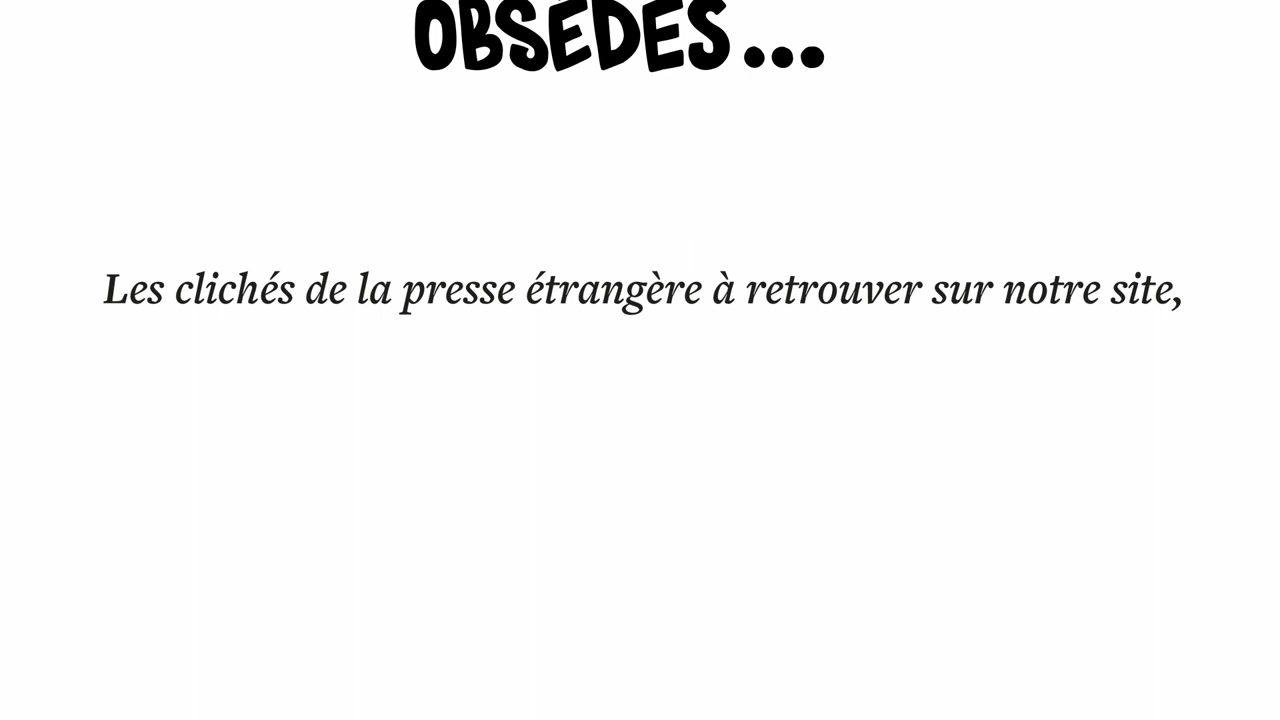 OBSÉDÉS...
Les clichés de la presse étrangère à retrouver sur notre site,